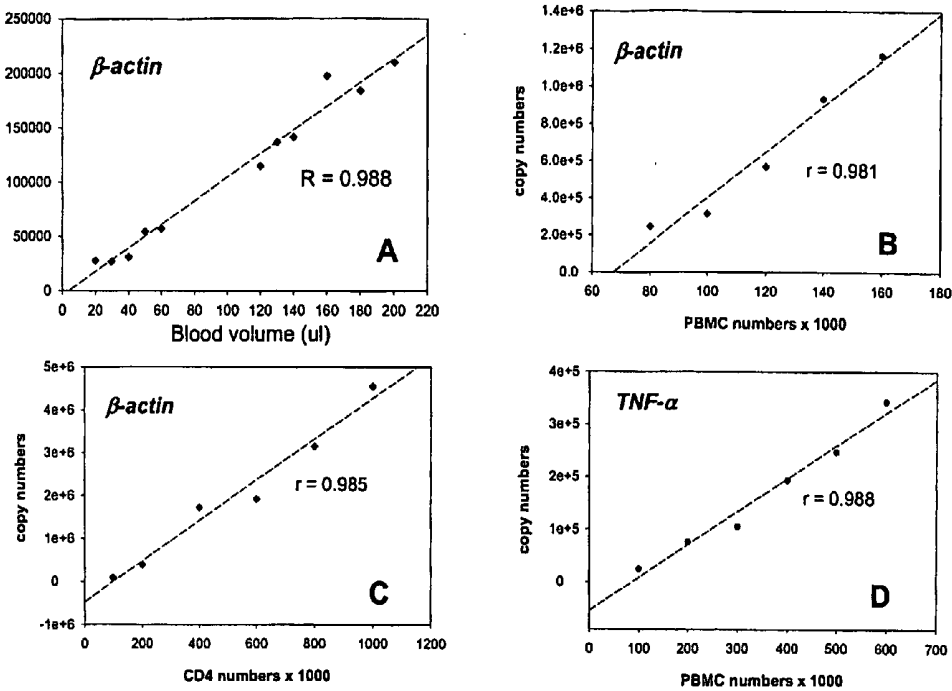 250000
200000
150000
100000
50000
0
β-actin
R = 0.988
A
0 20 40 60 80 100 120 140 160 180 200 220
Blood volume (ul)
copy numbers
1.4e+6
1.2e+6
1.0e+6
8.0e+5
6.0e+5
4.0e+5
2.0e+5
0.0
β-actin
r = 0.981
B
60 80 100 120 140 160 180
PBMC numbers x 1000
copy numbers
5e+6
4e+6
3e+6
2e+6
1e+6
0
-1e+6
β-actin
r = 0.985
C
0 200 400 600 800 1000 1200
CD4 numbers x 1000
copy numbers
4e+5
3e+5
2e+5
1e+5
0
TNF-α
r = 0.988
D
0 100 200 300 400 500 600 700
PBMC numbers x 1000